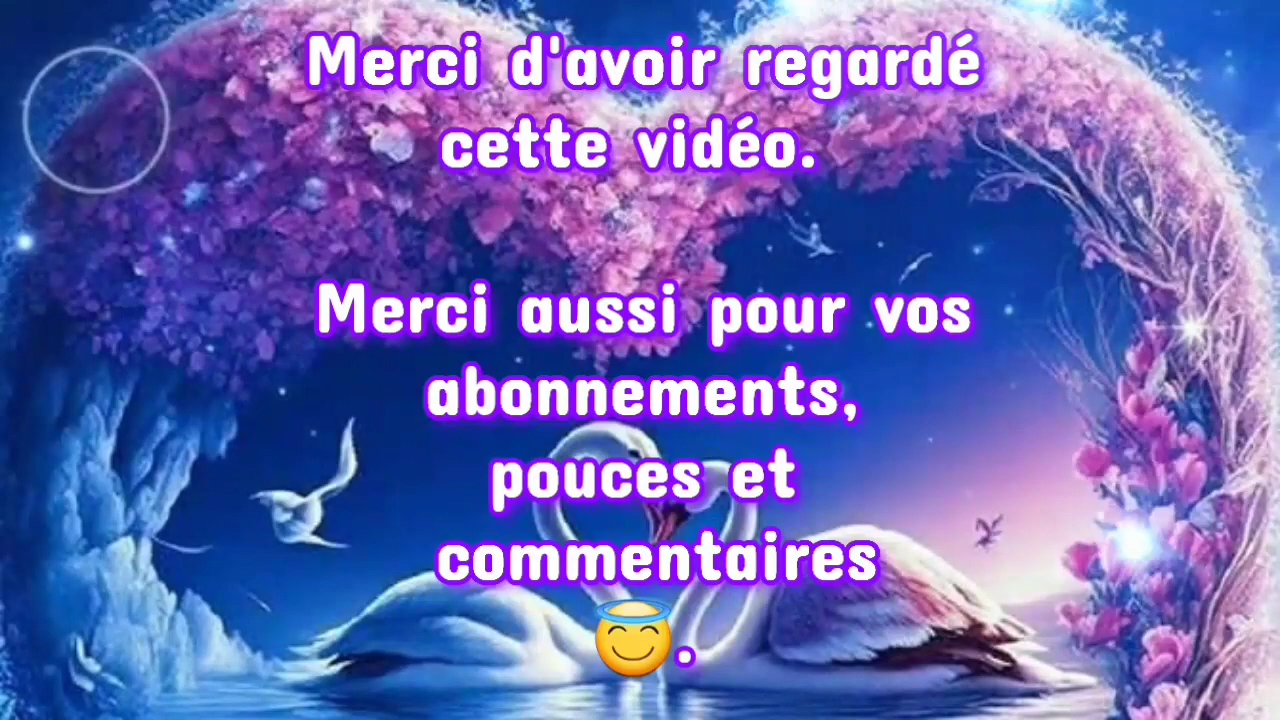 Merci d'avoir regardé
cette vidéo.
Merci aussi pour vos
abonnements,
pouces et
commentaires
😇.